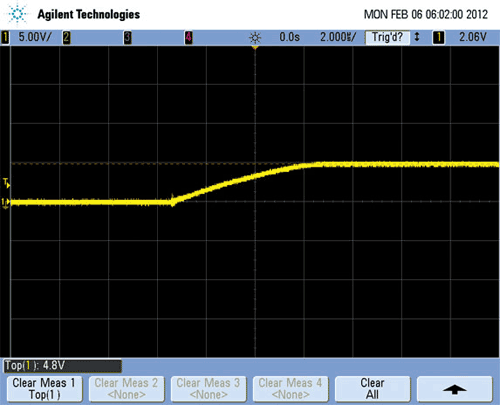 Agilent Technologies MON FEB 06 06:02:00 2012
1 5.00V/ 2 3 4 0.0s 2.000▒/ Trig'd? 1 2.06V
T
1
Top(1): 4.8V
Clear Meas 1 Clear Meas 2 Clear Meas 3 Clear Meas 4 Clear
Top(1) <None> <None> <None> All